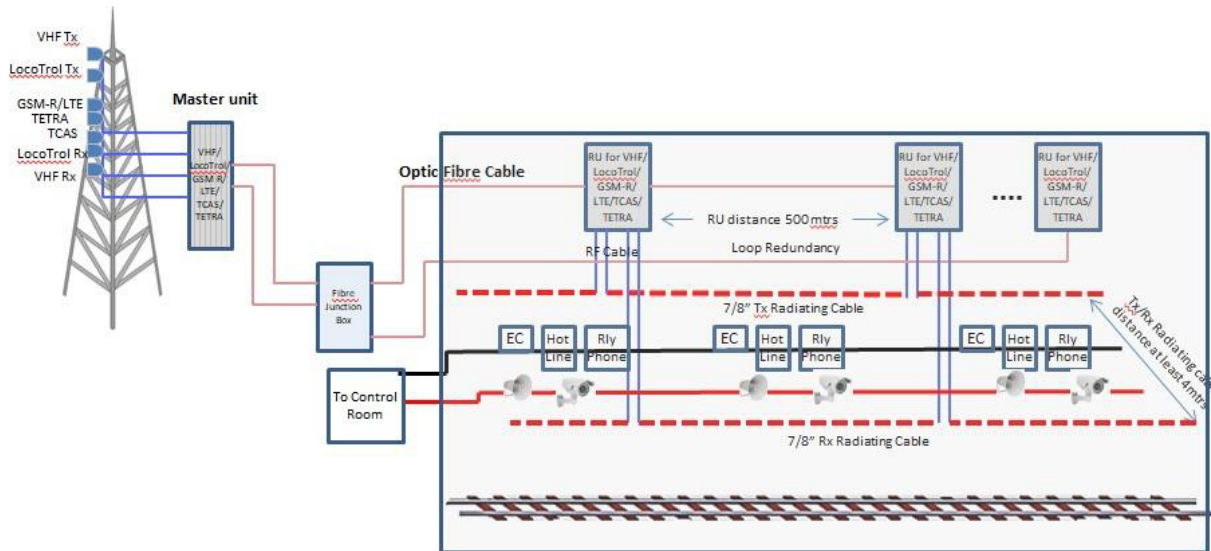 VHF Tx
LocoTrol Tx
GSM-R/LTE
TETRA
TCAS
LocoTrol Rx
VHF Rx
Master unit
VHF/
LocoTrol/
GSM-R/
LTE/
TCAS/
TETRA
Optic Fibre Cable
Fibre
Junction
Box
To Control
Room
RU for VHF/
LocoTrol/
GSM-R/
LTE/TCAS/
TETRA
RU for VHF/
LocoTrol/
GSM-R/
LTE/TCAS/
TETRA
....
RU for VHF/
LocoTrol/
GSM-R/
LTE/TCAS/
TETRA
RU distance 500 mtrs
RF Cable
Loop Redundancy
7/8” Tx Radiating Cable
Tx/Rx Radiating cable
distance at least 4mtrs
EC
Hot
Line
Rly
Phone
EC
Hot
Line
Rly
Phone
EC
Hot
Line
Rly
Phone
7/8” Rx Radiating Cable